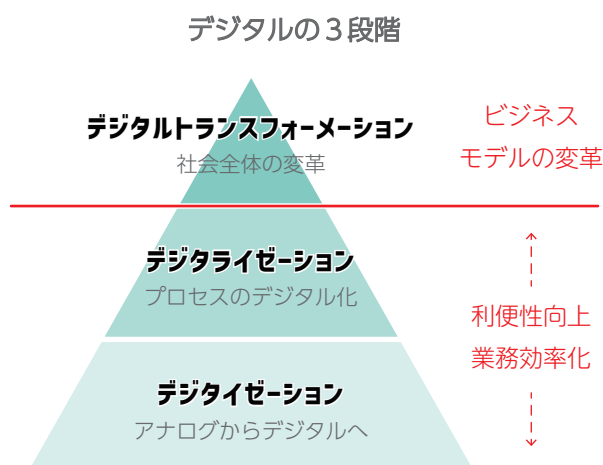 デジタルの３段階
デジタルトランスフォーメーション
社会全体の変革
ビジネス
モデルの変革
デジタライゼーション
プロセスのデジタル化
利便性向上
業務効率化
デジタイゼーション
アナログからデジタルへ